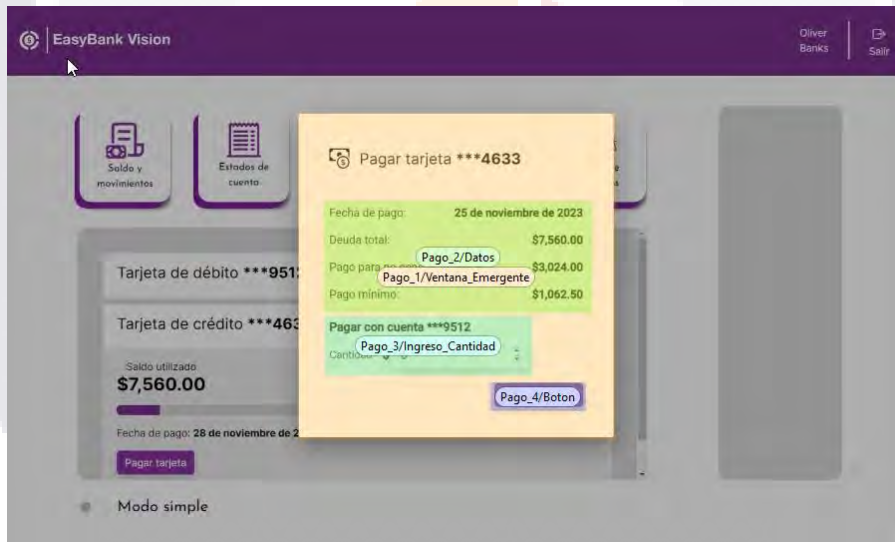 EasyBank Vision
Oliver Banks
Salir
Saldo y movimientos
Estados de cuenta
Pagar tarjeta ***4633
Fecha de pago: 25 de noviembre de 2023
Deuda total: $7,560.00
Pago_2/Datos
Pago para no $3,024.00
Pago_1/Ventana_Emergente
Pago mínimo: $1,062.50
Pagar con cuenta ***9512
Pago_3/Ingreso_Cantidad
Pago_4/Boton
Tarjeta de débito ***951
Tarjeta de crédito ***463
Saldo utilizado
$7,560.00
Fecha de pago: 28 de noviembre de 2
Pagar tarjeta
Modo simple